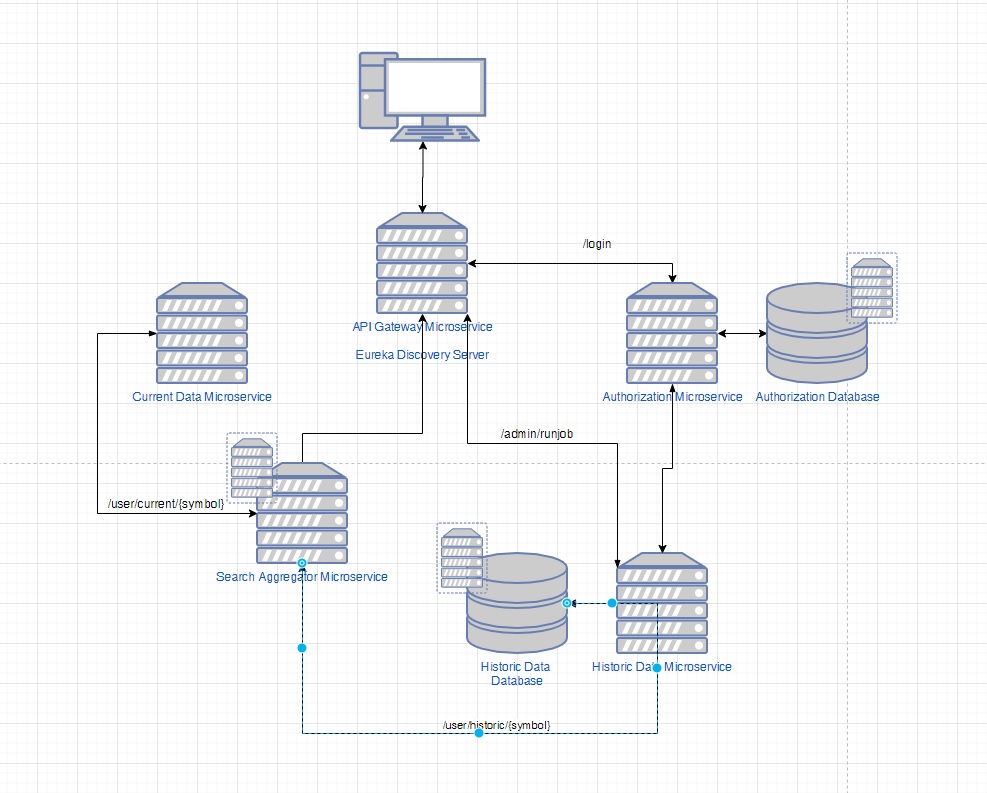 /login
API Gateway Microservice
Eureka Discovery Server
Current Data Microservice
Authorization Microservice
Authorization Database
/admin/runjob
/user/current/{symbol}
Search Aggregator Microservice
Historic Data
Database
Historic Data Microservice
/user/historic/{symbol}